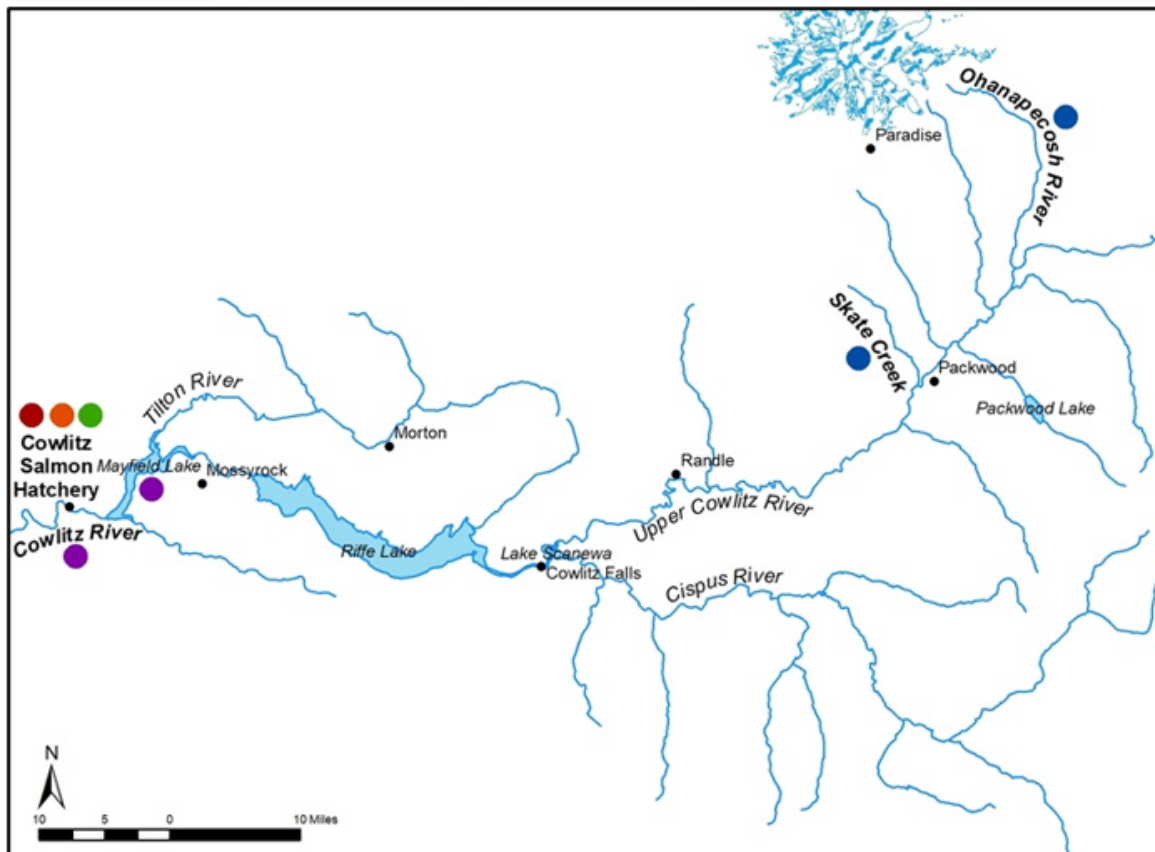 Ohanapecosh River
Paradise
Skate Creek
Packwood
Packwood Lake
Tilton River
Morton
Cowlitz
Salmon
Hatchery
Mayfield Lake
Mossyrock
Randle
Upper Cowlitz River
Cowlitz River
Riffe Lake
Lake Scanewa
Cowlitz Falls
Cispus River
N
10 5 0 10 Miles